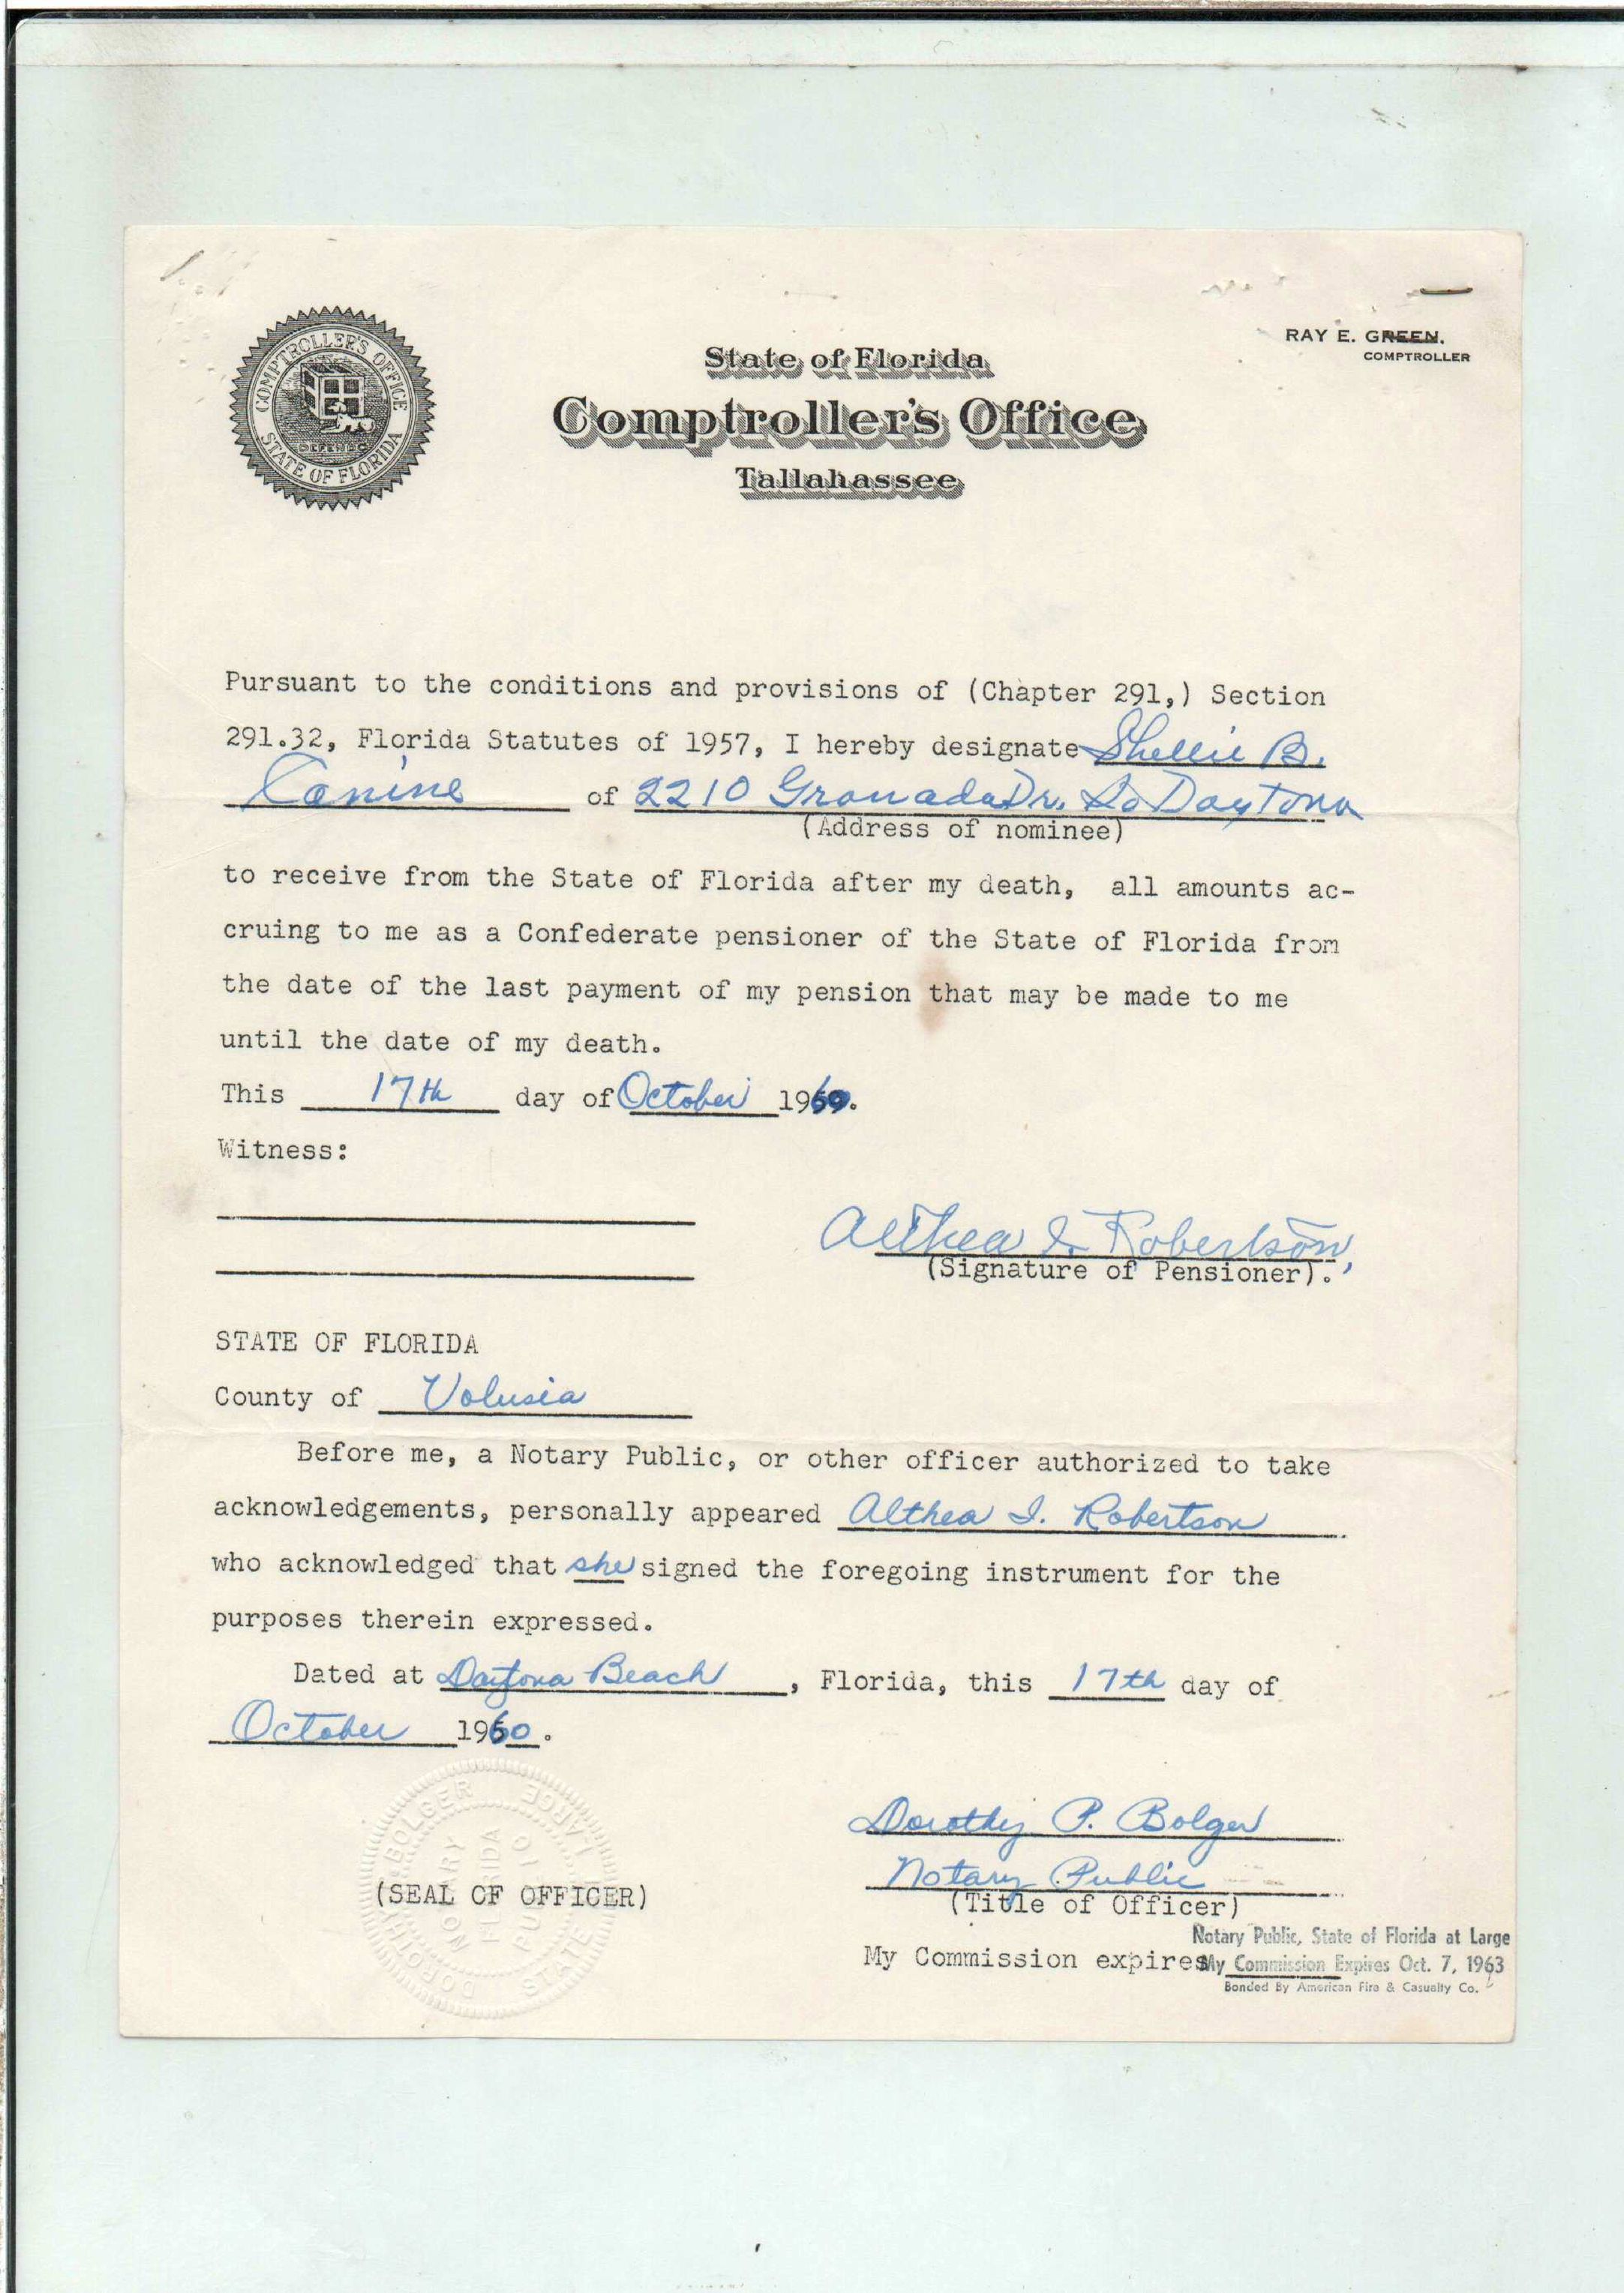 COMPTROLLER'S OFFICE
STATE OF FLORIDA
RAY E. GREEN.
COMPTROLLER
State of Florida
Comptroller's Office
Tallahassee
Pursuant to the conditions and provisions of (Chapter 291,) Section
291.32, Florida Statutes of 1957, I hereby designate Shellie B.
Conine of 2210 Granada Dr. So Daytona
(Address of nominee)
to receive from the State of Florida after my death, all amounts ac-
cruing to me as a Confederate pensioner of the State of Florida from
the date of the last payment of my pension that may be made to me
until the date of my death.
This 17th day of October 1960.
Witness:
Althea I. Robertson,
(Signature of Pensioner).
STATE OF FLORIDA
County of Volusia
Before me, a Notary Public, or other officer authorized to take
acknowledgements, personally appeared Althea I. Robertson
who acknowledged that she signed the foregoing instrument for the
purposes therein expressed.
Dated at Daytona Beach, Florida, this 17th day of
October 1960.
Dorothy P. Bolger
Notary Public
(SEAL OF OFFICER)
(Title of Officer)
Notary Public, State of Florida at Large
My Commission expires My Commission Expires Oct. 7, 1963
Bonded By American Fire & Casualty Co.